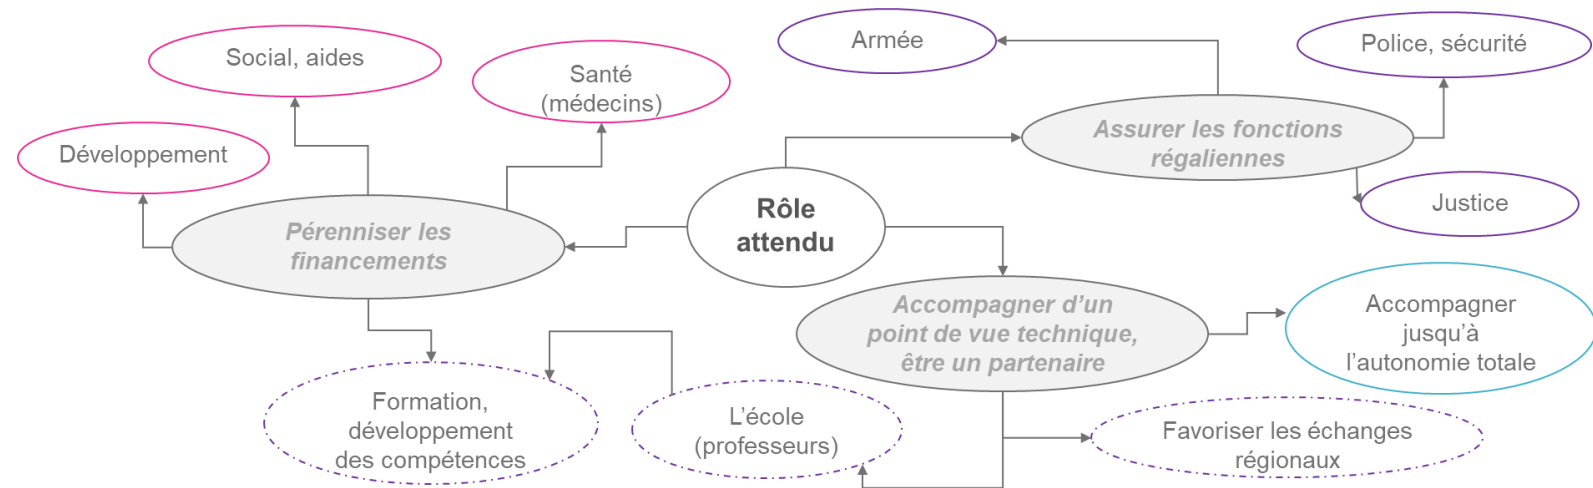 Social, aides
Santé
(médecins)
Développement
Pérenniser les
financements
Rôle
attendu
Armée
Police, sécurité
Assurer les fonctions
régaliennes
Justice
Accompagner d’un
point de vue technique,
être un partenaire
Accompagner
jusqu’à
l’autonomie totale
Formation,
développement
des compétences
L’école
(professeurs)
Favoriser les échanges
régionaux